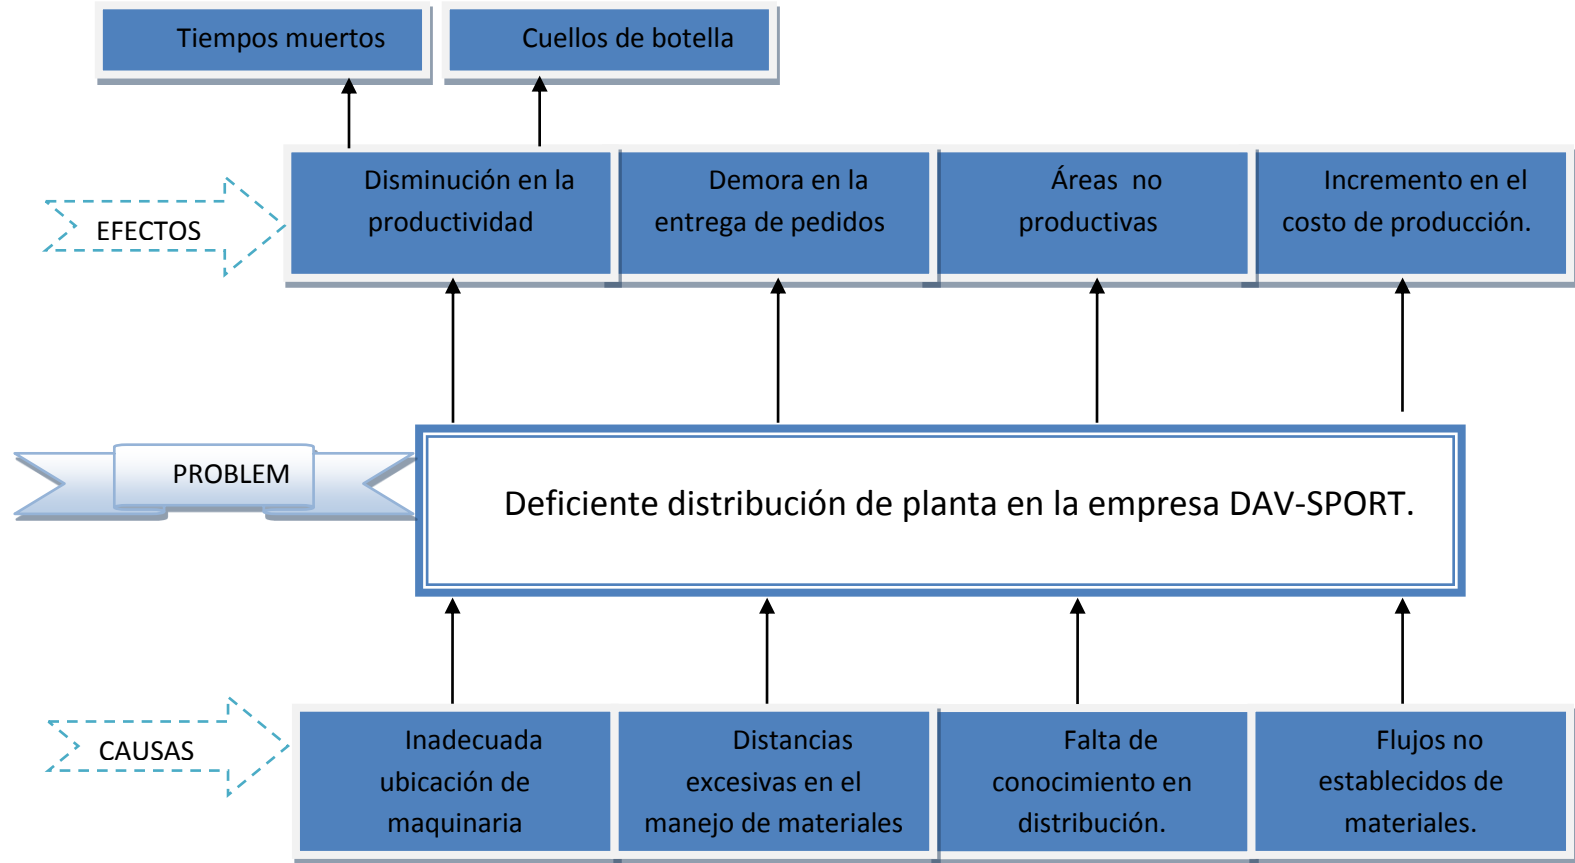 Tiempos muertos
Cuellos de botella
EFECTOS
Disminución en la
productividad
Demora en la
entrega de pedidos
Áreas no
productivas
Incremento en el
costo de producción.
PROBLEM
Deficiente distribución de planta en la empresa DAV-SPORT.
CAUSAS
Inadecuada
ubicación de
maquinaria
Distancias
excesivas en el
manejo de materiales
Falta de
conocimiento en
distribución.
Flujos no
establecidos de
materiales.